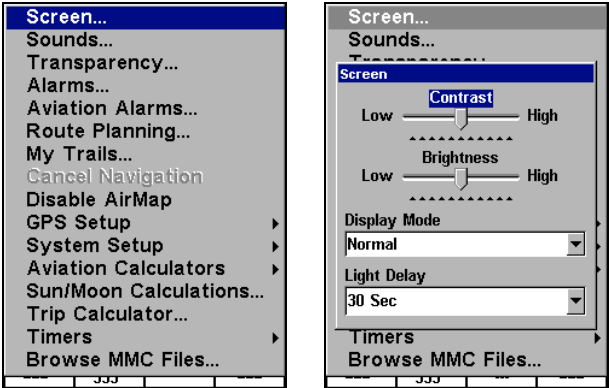 Screen...
Sounds...
Transparency...
Alarms...
Aviation Alarms...
Route Planning...
My Trails...
Cancel Navigation
Disable AirMap
GPS Setup
System Setup
Aviation Calculators
Sun/Moon Calculations...
Trip Calculator...
Timers
Browse MMC Files...
Screen...
Sounds...
Screen
Contrast
Low High
Brightness
Low High
Display Mode
Normal
Light Delay
30 Sec
Timers
Browse MMC Files...